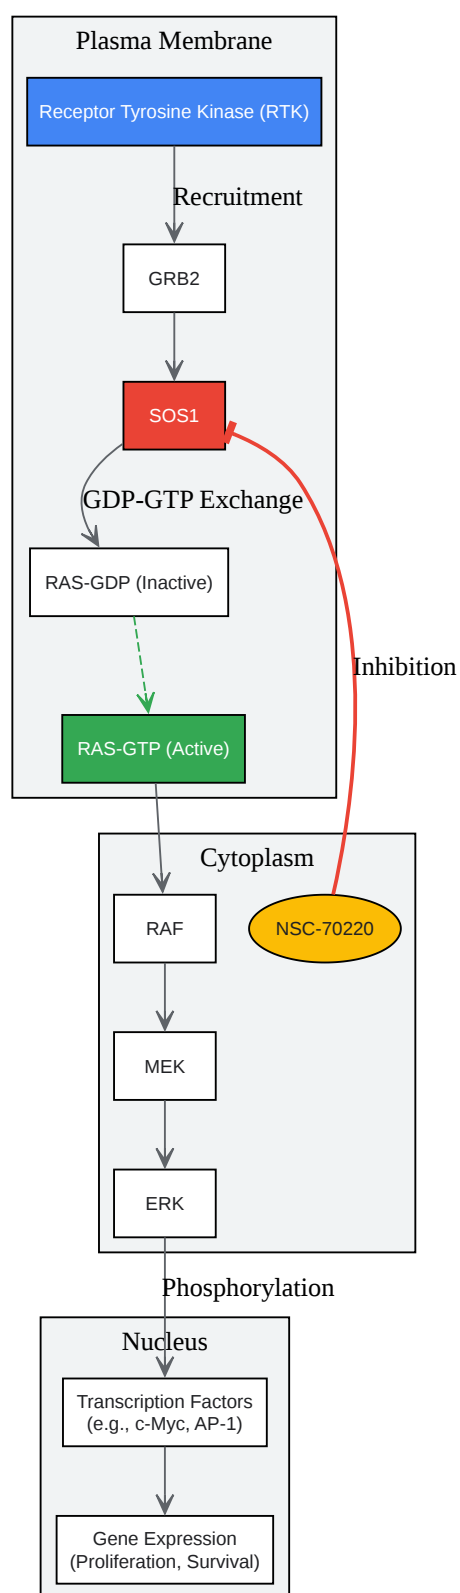 Plasma Membrane
Receptor Tyrosine Kinase (RTK)
Recruitment
GRB2
SOS1
GDP-GTP Exchange
RAS-GDP (Inactive)
Inhibition
RAS-GTP (Active)
Cytoplasm
RAF
NSC-70220
MEK
ERK
Phosphorylation
Nucleus
Transcription Factors
(e.g., c-Myc, AP-1)
Gene Expression
(Proliferation, Survival)